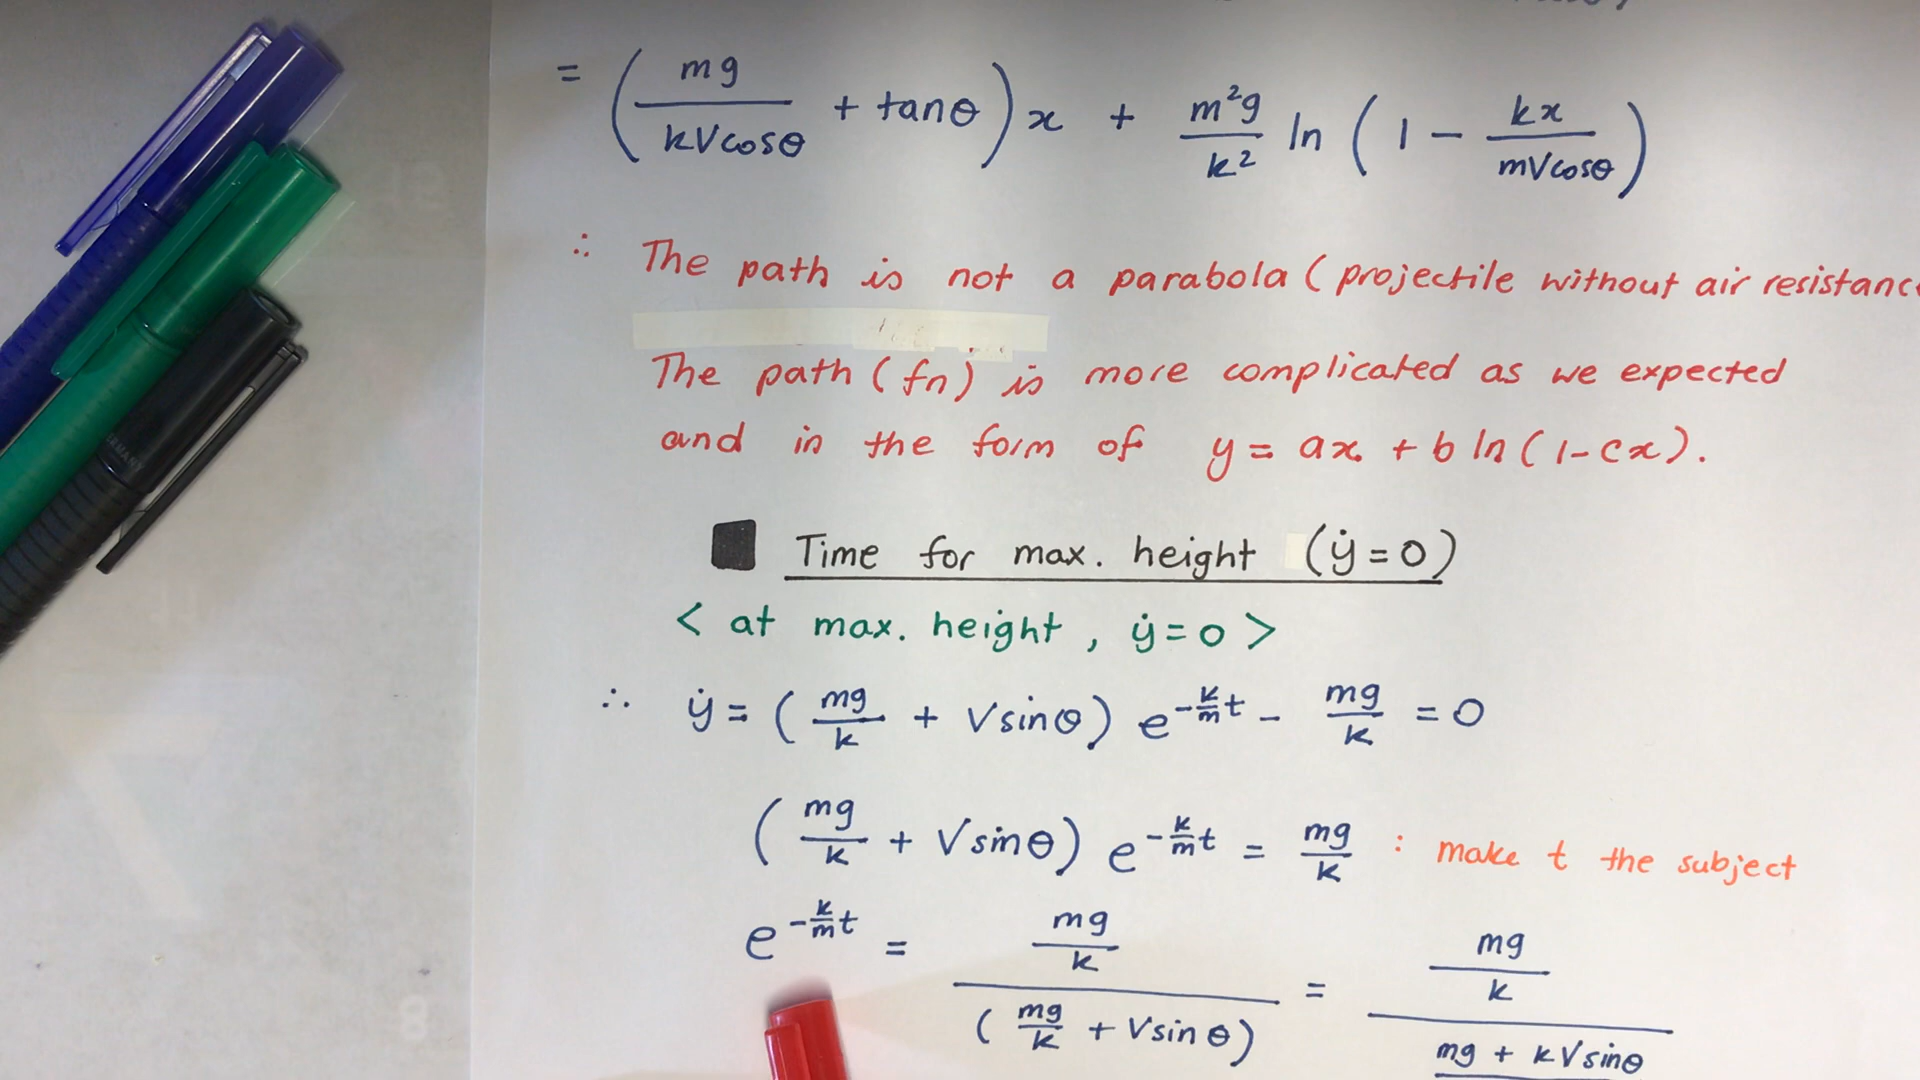 = ( mg / kVcosθ + tanθ ) x + m²g / k² ln ( 1 − kx / mVcosθ )
∴ The path is not a parabola ( projectile without air
The path ( fn ) is more complicated as we expected
and in the form of y = ax + b ln ( 1 - cx ).
Time for max. height ( ẏ = 0 )
< at max. height , ẏ = 0 >
∴ ẏ = ( mg / k + Vsinθ ) e^(-k/m t) - mg / k = 0
( mg / k + Vsinθ ) e^(-k/m t) = mg / k : make t the subject
e^(-k/m t) = mg / k / ( mg / k + Vsinθ ) = mg / k / mg + kVsinθ